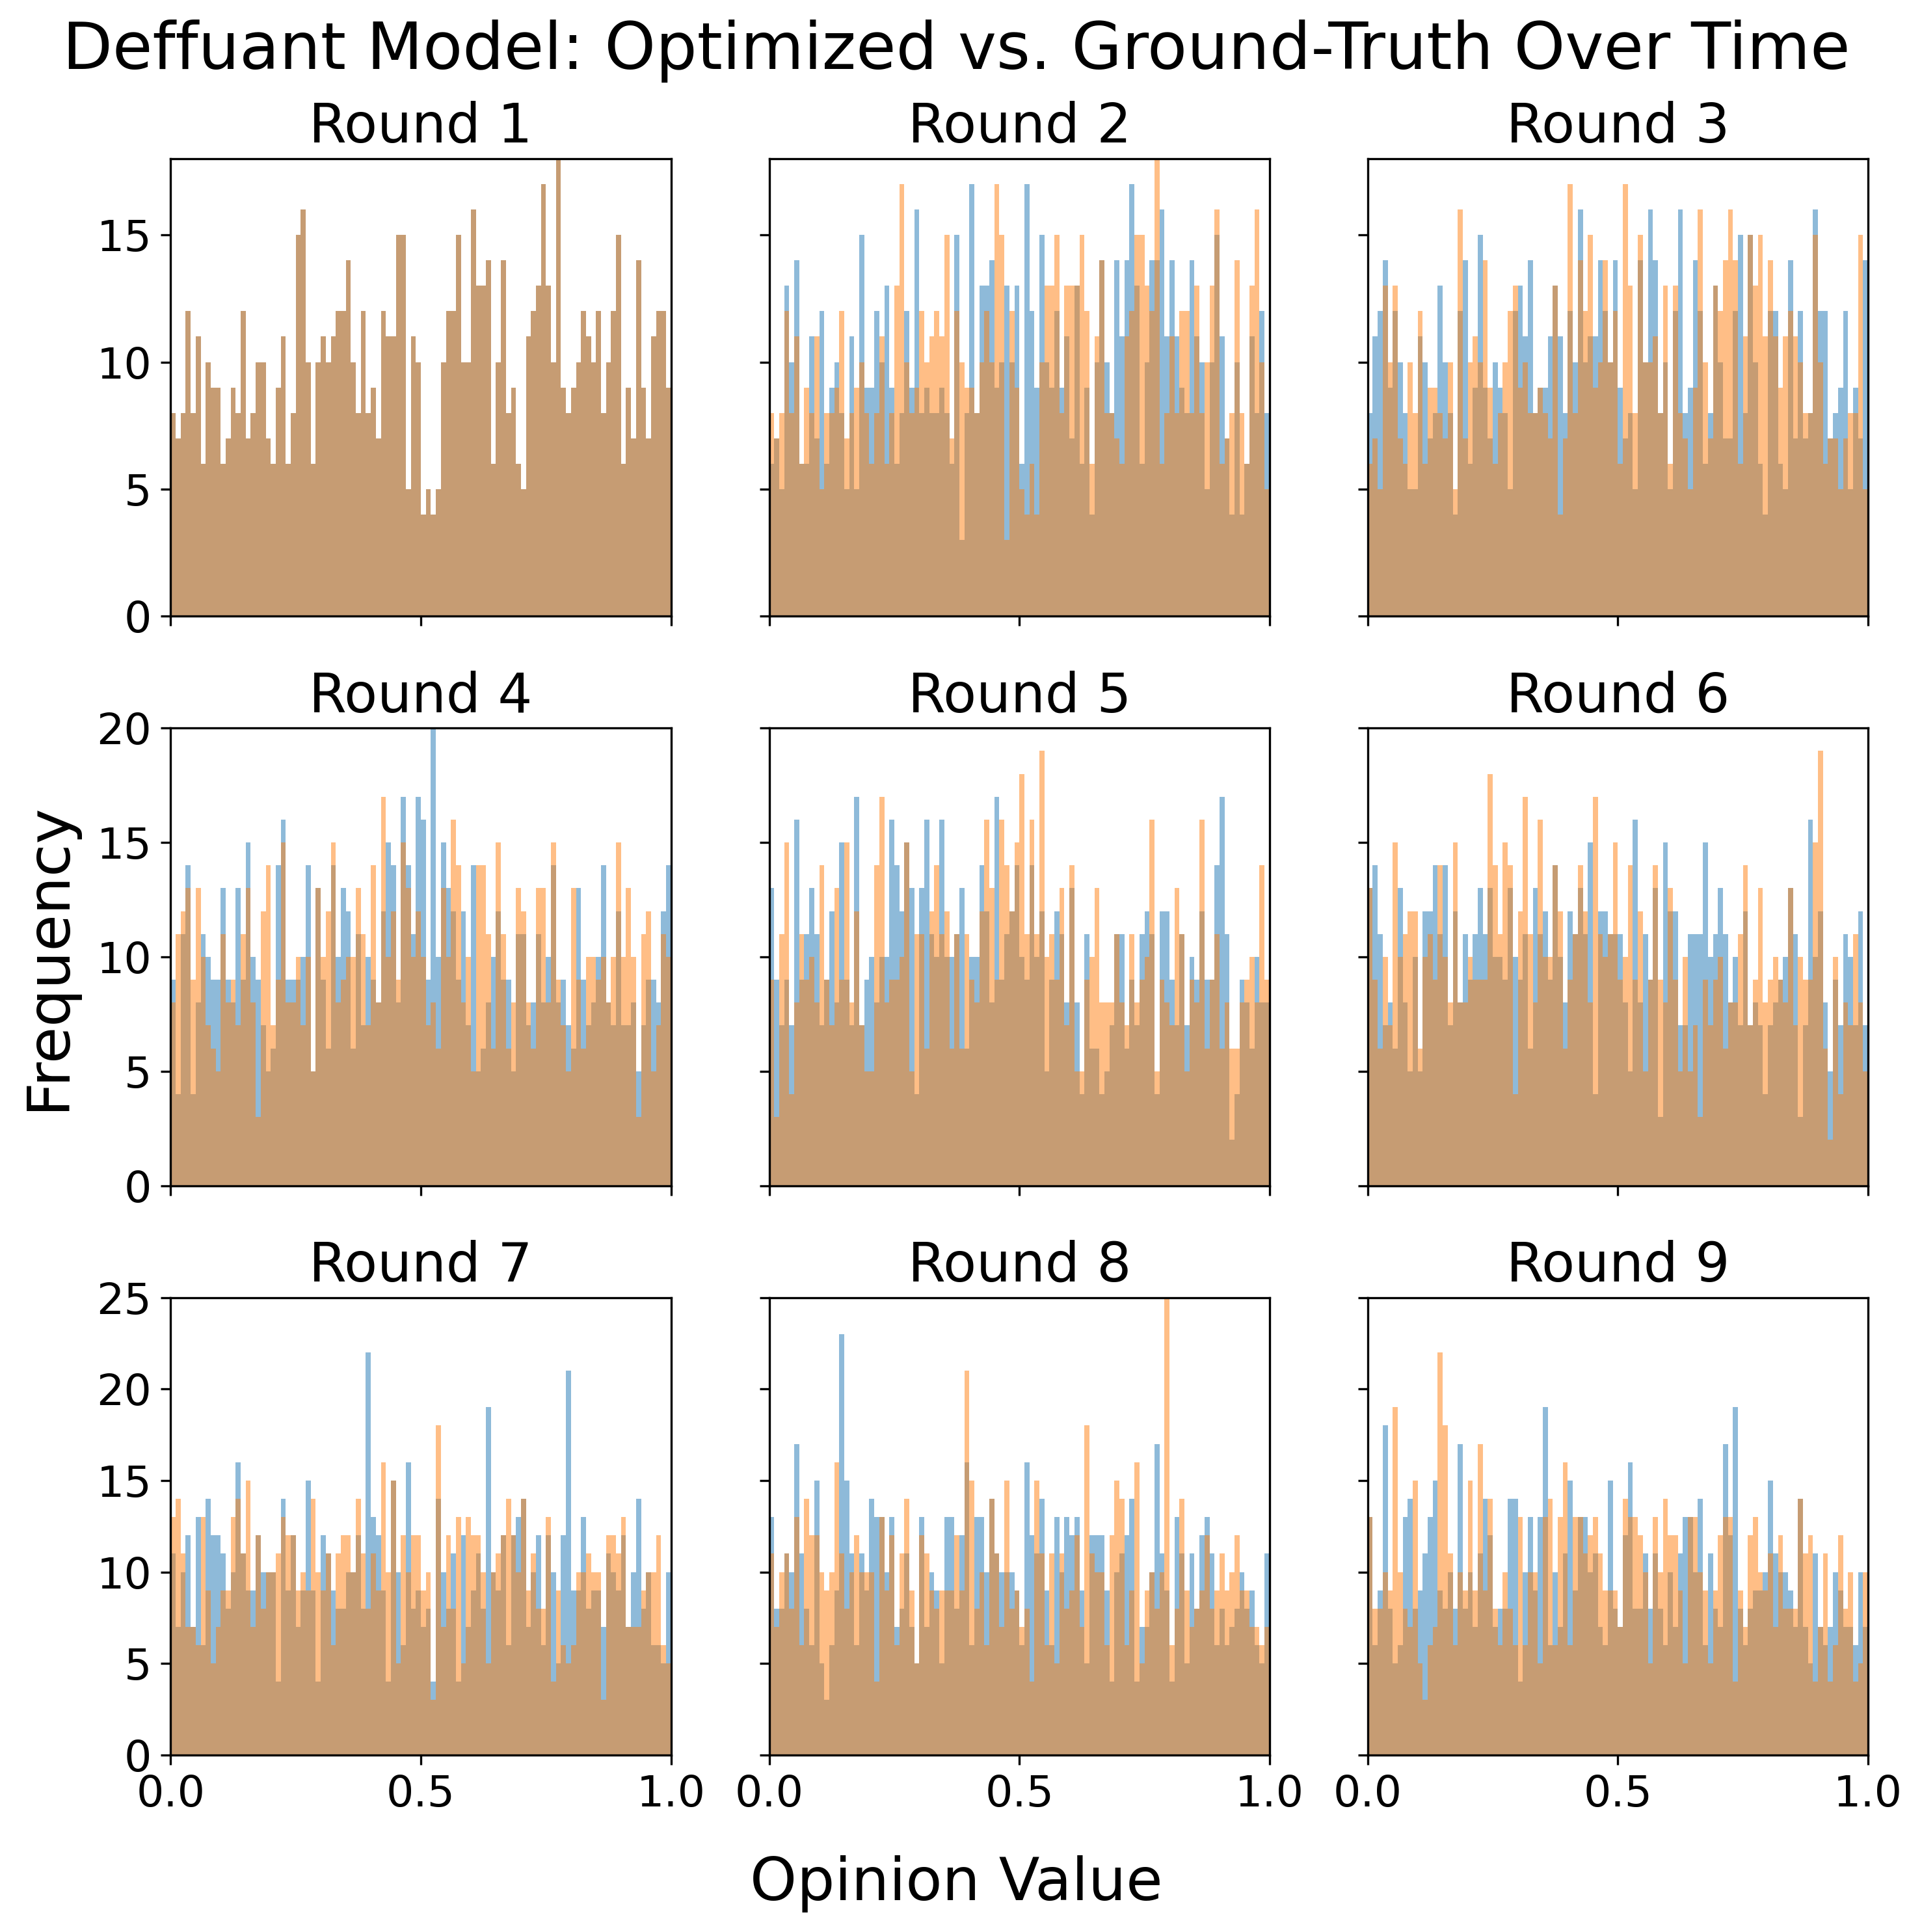 Deffuant Model: Optimized vs. Ground-Truth Over Time
Round 1
Round 2
Round 3
15
10
5
0
Round 4
Round 5
Round 6
20
15
10
5
0
Frequency
Round 7
Round 8
Round 9
25
20
15
10
5
0
0.0 0.5 1.0 0.0 0.5 1.0 0.0 0.5 1.0
Opinion Value